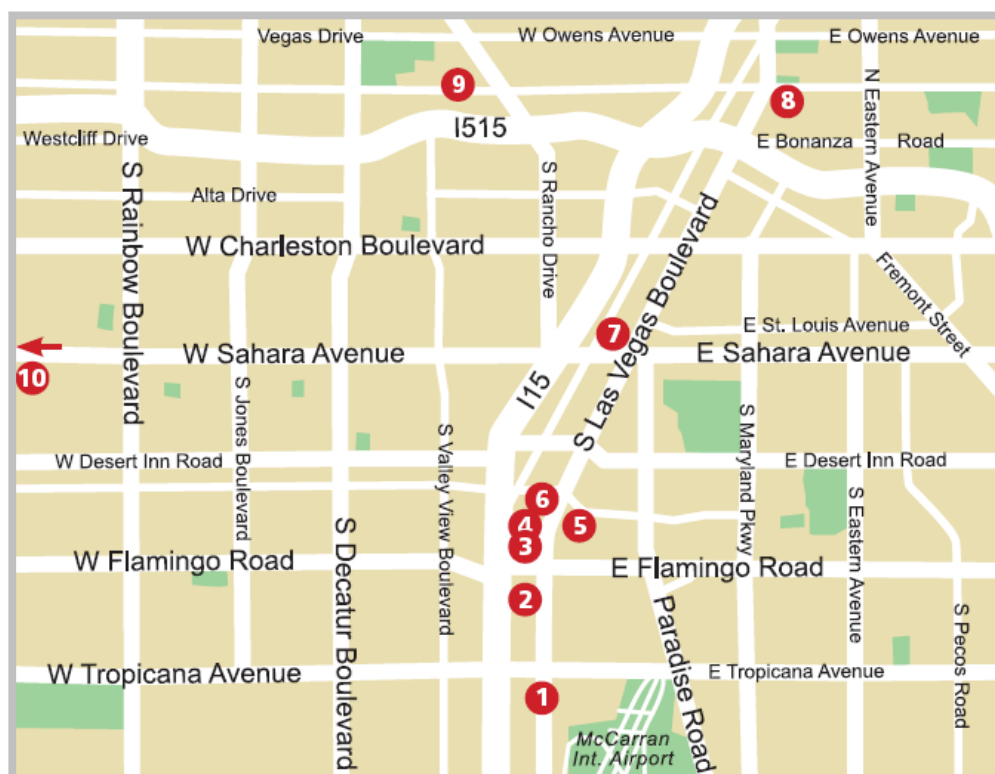 Vegas Drive
W Owens Avenue
E Owens Avenue
9
8
N Eastern Avenue
I515
Westcliff Drive
E Bonanza
Road
S Rainbow Boulevard
S Rancho Drive
Alta Drive
W Charleston Boulevard
S Las Vegas Boulevard
Fremont Street
7
E St. Louis Avenue
W Sahara Avenue
E Sahara Avenue
10
I15
S Jones Boulevard
S Maryland Pkwy
S Valley View Boulevard
W Desert Inn Road
E Desert Inn Road
6
S Eastern Avenue
S Decatur Boulevard
4
5
3
W Flamingo Road
E Flamingo Road
2
Paradise Road
S Pecos Road
W Tropicana Avenue
E Tropicana Avenue
1
McCarran
Int. Airport